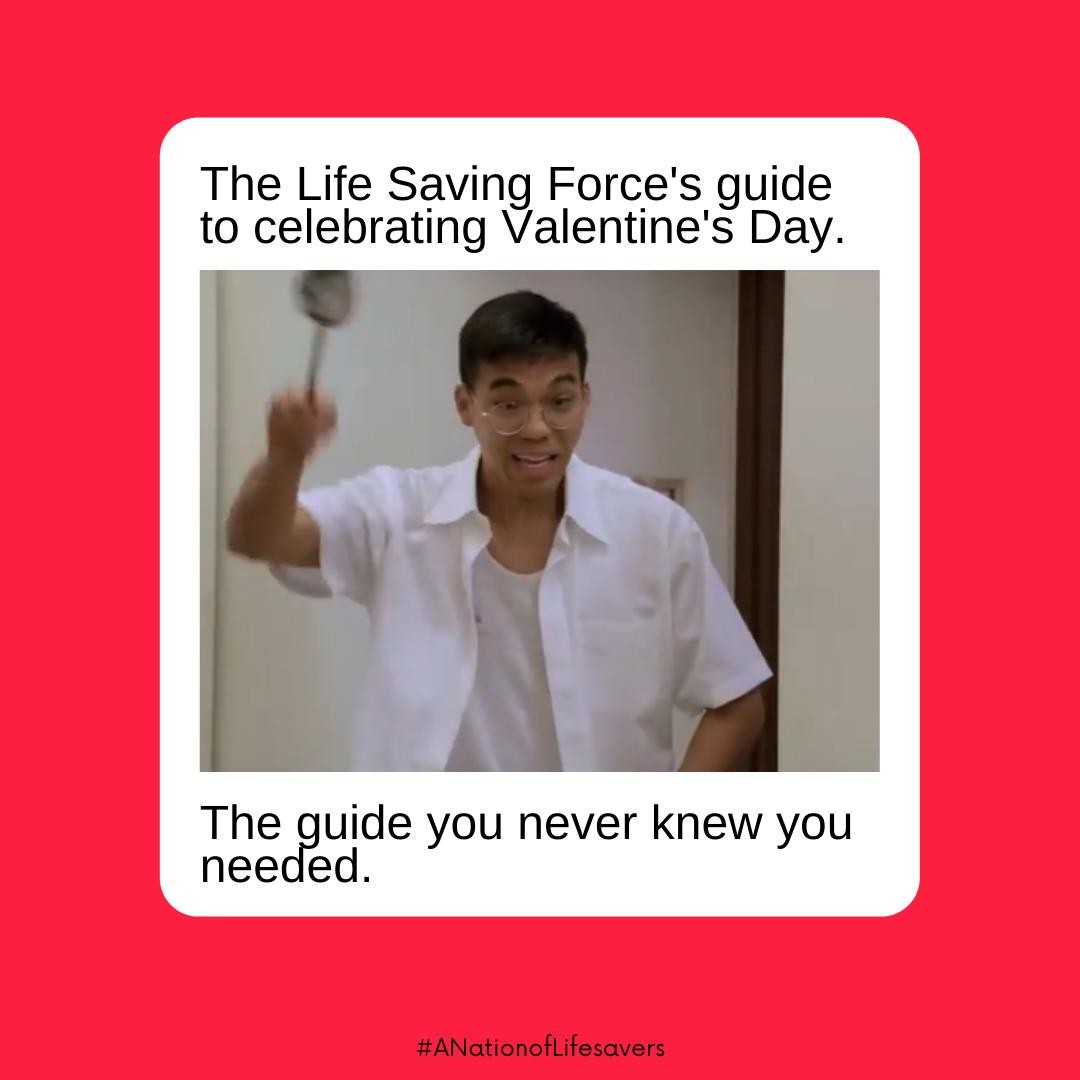 The Life Saving Force's guide
to celebrating Valentine's Day.
The guide you never knew you
needed.
#ANationofLifesavers